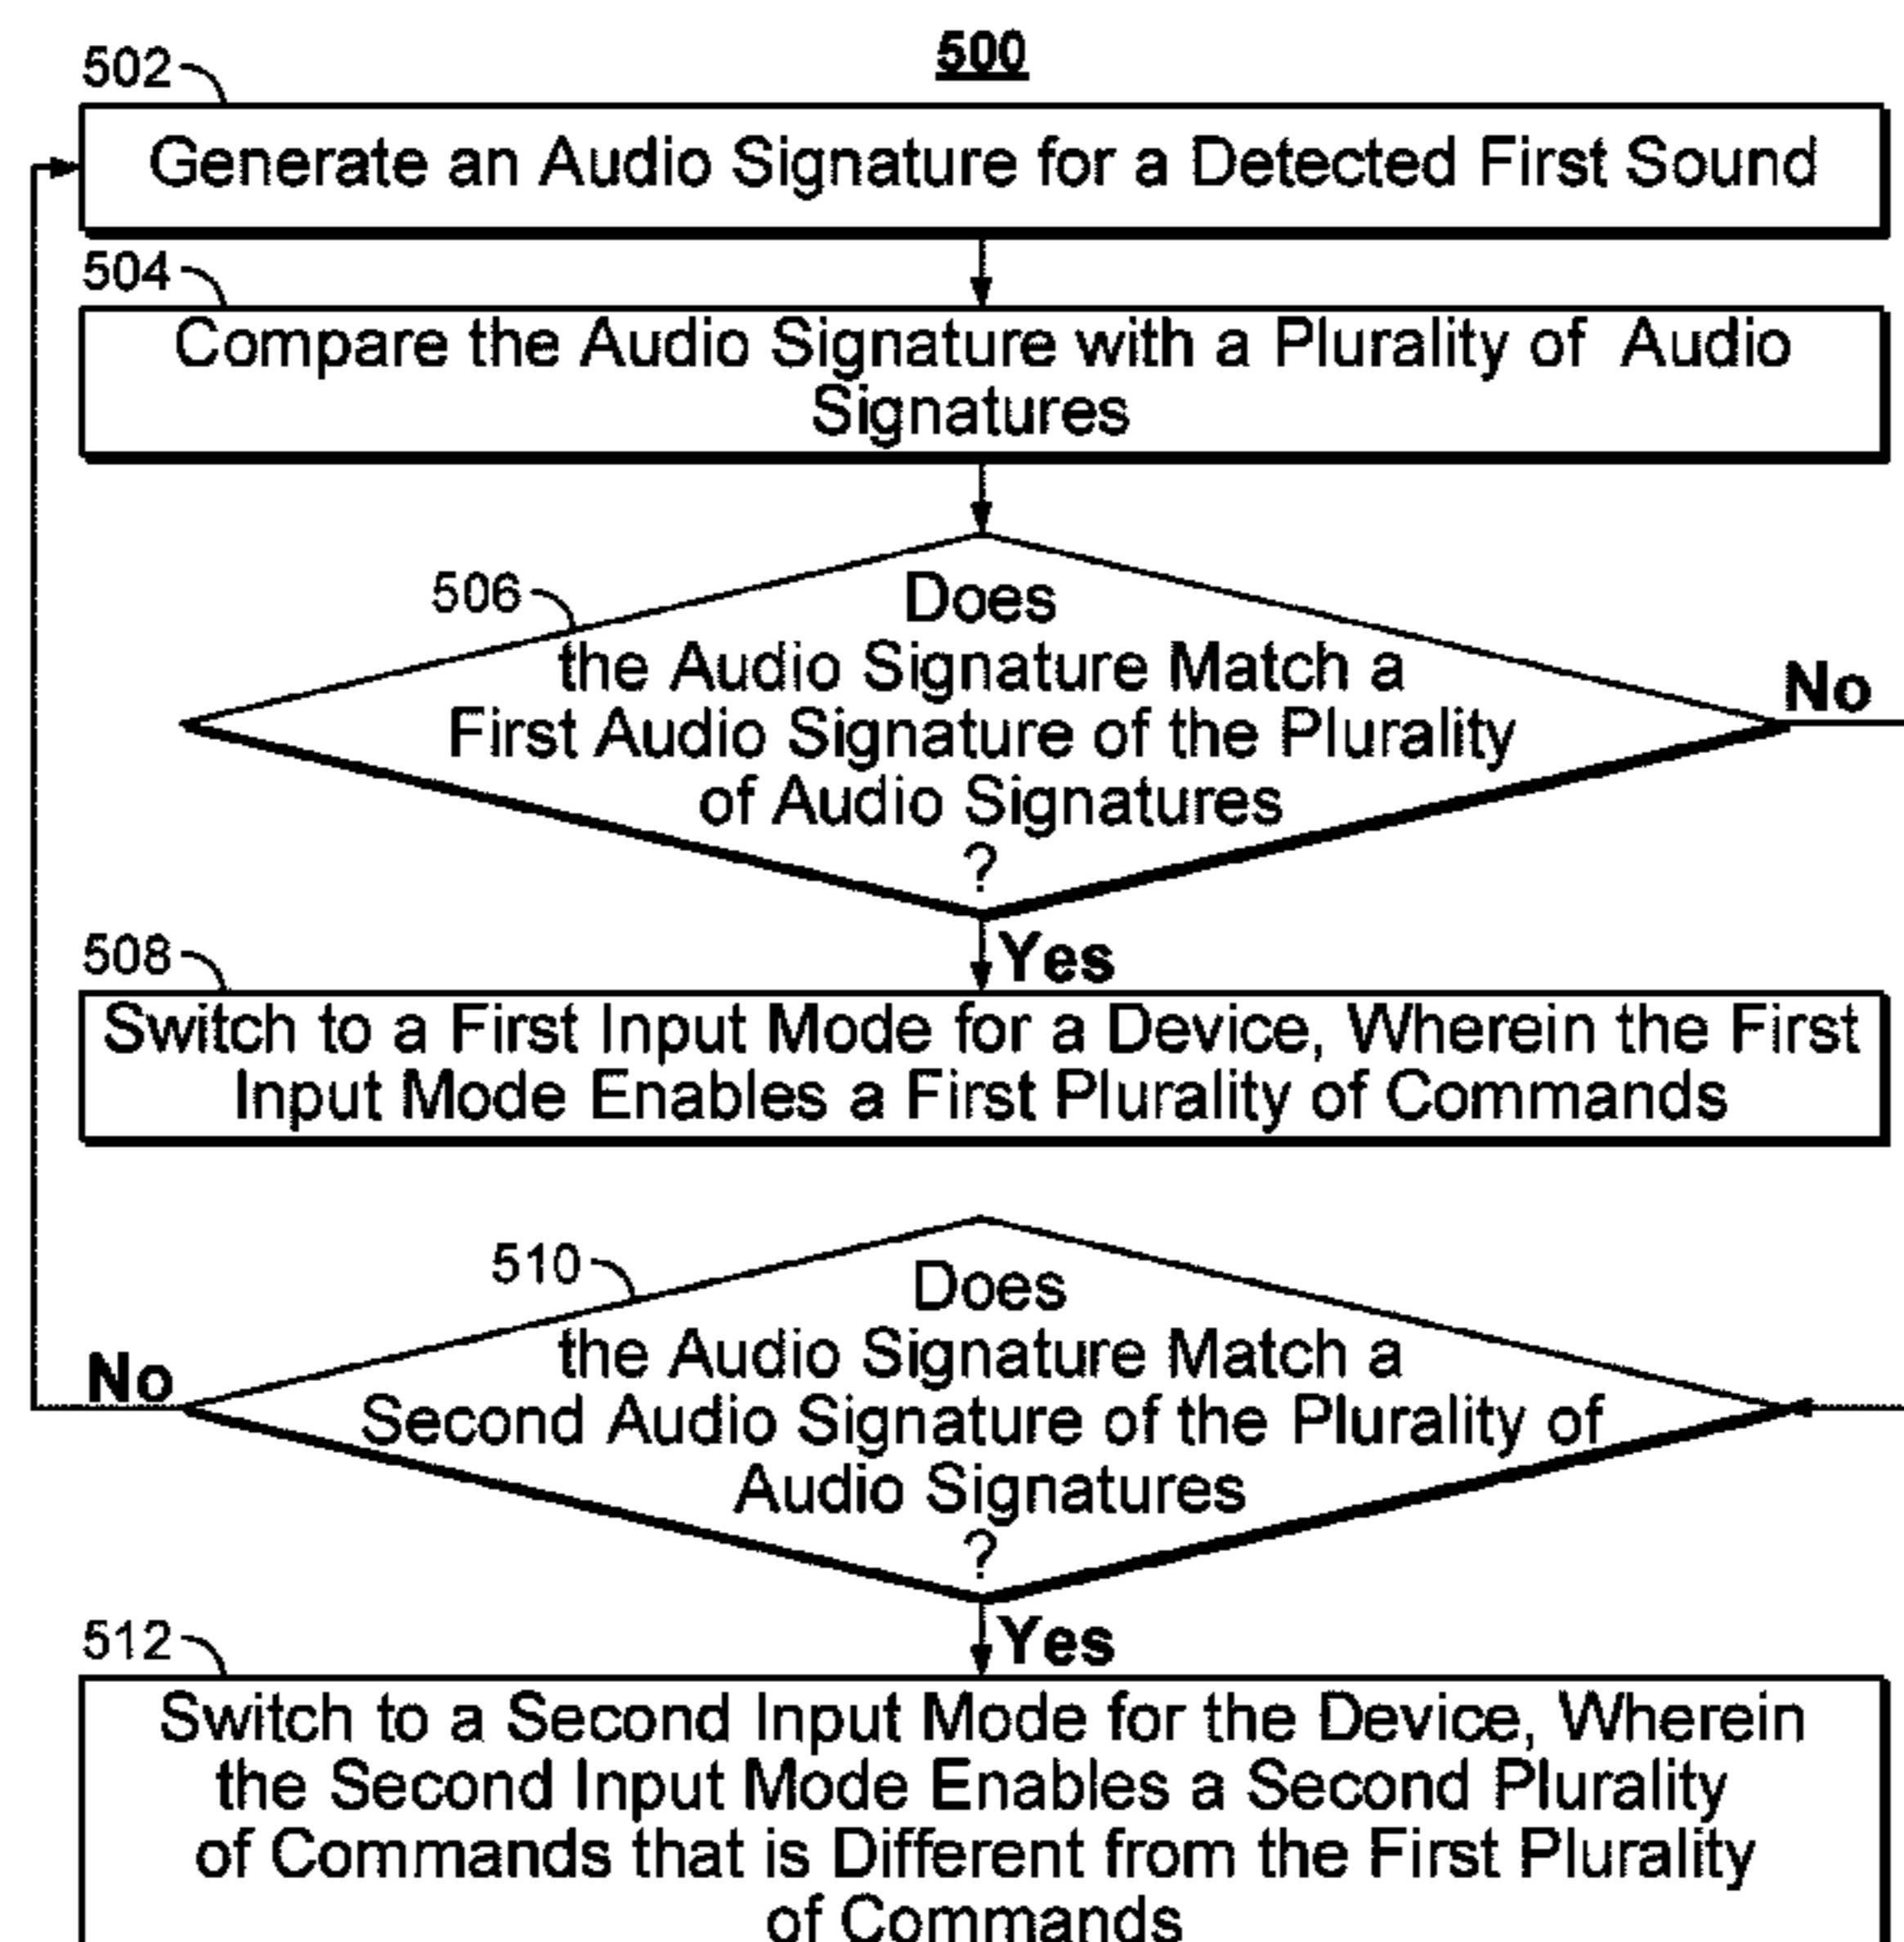 500
502
Generate an Audio Signature for a Detected First Sound
504
Compare the Audio Signature with a Plurality of Audio
Signatures
506
Does
the Audio Signature Match a
First Audio Signature of the Plurality
of Audio Signatures
?
No
Yes
508
Switch to a First Input Mode for a Device, Wherein the First
Input Mode Enables a First Plurality of Commands
510
Does
the Audio Signature Match a
Second Audio Signature of the Plurality of
Audio Signatures
?
No
Yes
512
Switch to a Second Input Mode for the Device, Wherein
the Second Input Mode Enables a Second Plurality
of Commands that is Different from the First Plurality
of Commands